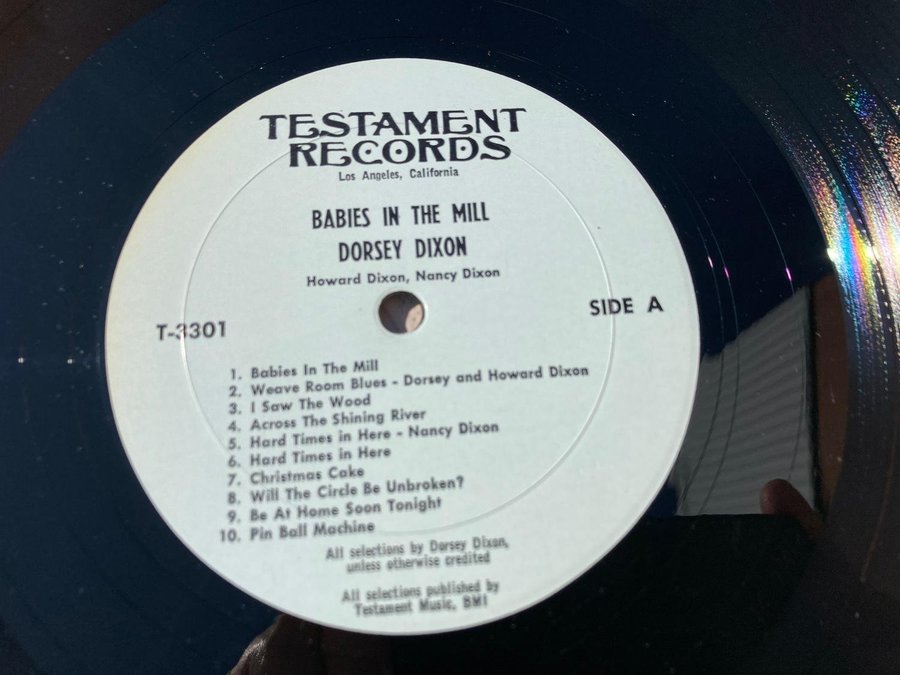 TESTAMENT
RECORDS
Los Angeles, California
BABIES IN THE MILL
DORSEY DIXON
Howard Dixon, Nancy Dixon
T-3301
SIDE A
1. Babies In The Mill
2. Weave Room Blues - Dorsey and Howard Dixon
3. I Saw The Wood
4. Across The Shining River
5. Hard Times in Here - Nancy Dixon
6. Hard Times in Here
7. Christmas Cake
8. Will The Circle Be Unbroken?
9. Be At Home Soon Tonight
10. Pin Ball Machine
All selections by Dorsey Dixon,
unless otherwise credited
All selections published by
Testament Music, BMI